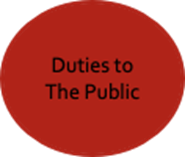 Duties to
The Public